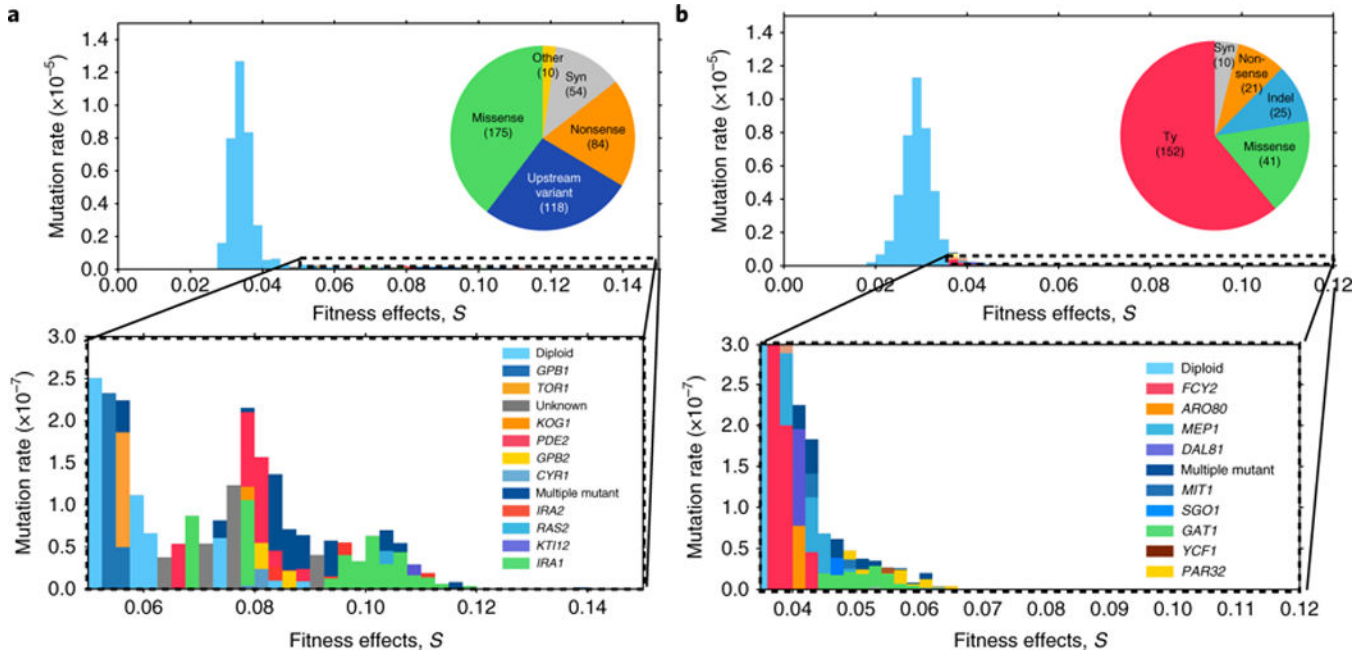 a
Mutation rate (×10⁻⁵)
1.4
1.2
1.0
0.8
0.6
0.4
0.2
0.0
0.00 0.02 0.04 0.06 0.08 0.10 0.12 0.14
Fitness effects, S
Other
(10)
Syn
(54)
Missense
(175)
Nonsense
(84)
Upstream
variant
(118)
Mutation rate (×10⁻⁷)
3.0
2.5
2.0
1.5
1.0
0.5
0.0
0.06 0.08 0.10 0.12 0.14
Fitness effects, S
Diploid
GPB1
TOR1
Unknown
KOG1
PDE2
GPB2
CYR1
Multiple mutant
IRA2
RAS2
KTI12
IRA1
b
Mutation rate (×10⁻⁵)
1.4
1.2
1.0
0.8
0.6
0.4
0.2
0.0
0.00 0.02 0.04 0.06 0.08 0.10 0.12
Fitness effects, S
Syn
(10)
Non-
sense
(21)
Indel
(25)
Ty
(152)
Missense
(41)
Mutation rate (×10⁻⁷)
3.0
2.5
2.0
1.5
1.0
0.5
0.0
0.04 0.05 0.06 0.07 0.08 0.09 0.10 0.11 0.12
Fitness effects, S
Diploid
FCY2
ARO80
MEP1
DAL81
Multiple mutant
MIT1
SGO1
GAT1
YCF1
PAR32